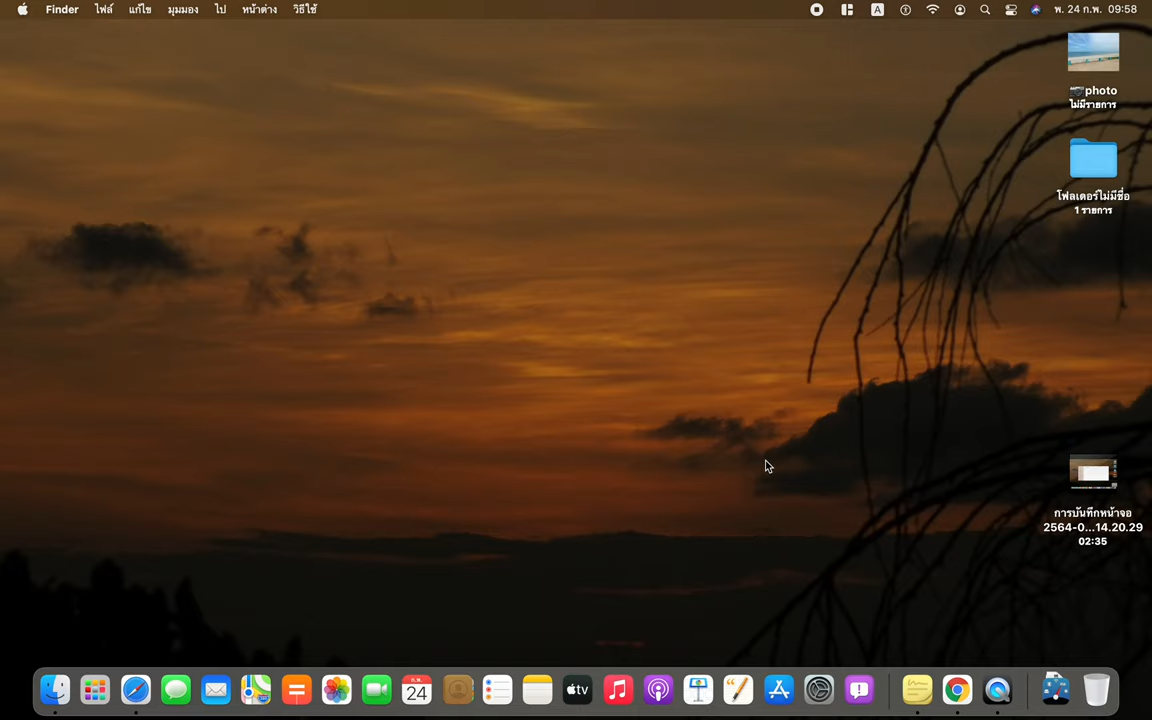 Finder ไฟล์ แก้ไข มุมมอง ไป หน้าต่าง วิธีใช้ A พ. 24 ก.พ. 09:58
📷photo
ไม่มีรายการ
โฟลเดอร์ไม่มีชื่อ
1 รายการ
การบันทึกหน้าจอ
2564-0...14.20.29
02:35
ก.พ.
24
tv